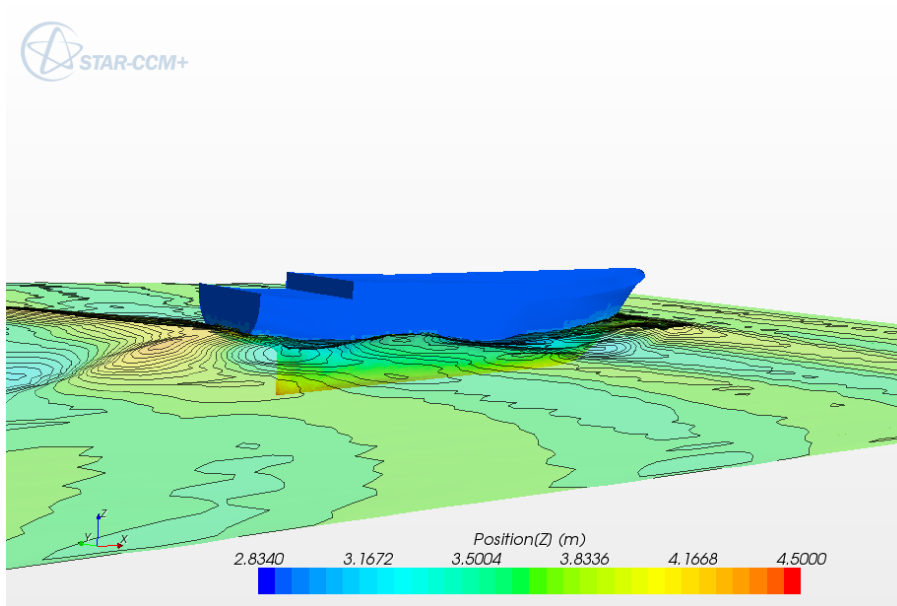 STAR-CCM+
Z
Y
X
Position(Z) (m)
2.8340 3.1672 3.5004 3.8336 4.1668 4.5000